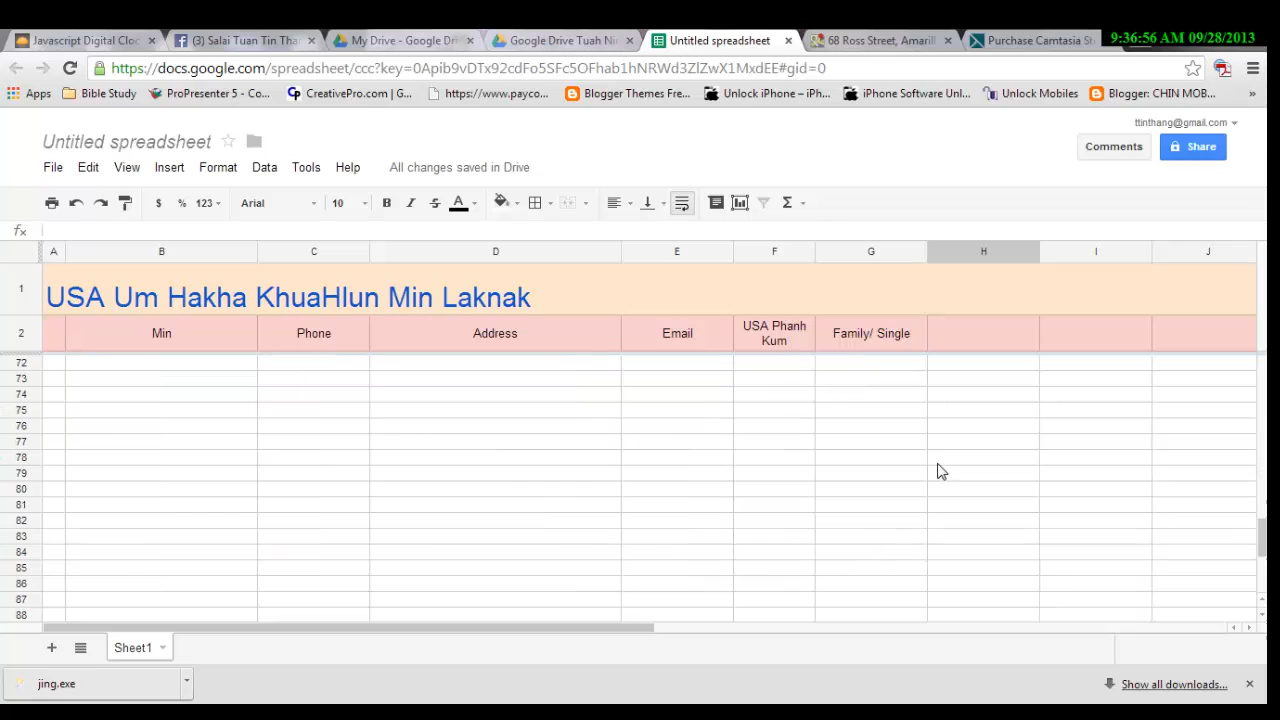 9:36:56 AM 09/28/2013
Javascript Digital Cloc
(3) Salai Tuan Tin Tha
My Drive - Google Dri
Google Drive Tuah Nin
Untitled spreadsheet
68 Ross Street, Amarill
Purchase Camtasia St
https://docs.google.com/spreadsheet/ccc?key=0Apib9vDTx92cdFo5SFc5OFhab1hNRWd3ZlZwX1MxdEE#gid=0
Apps Bible Study ProPresenter 5 - Co... CreativePro.com | G... https://www.payco... Blogger Themes Fre... Unlock iPhone – iPh... iPhone Software Unl... Unlock Mobiles Blogger: CHIN MOB... »
ttinthang@gmail.com
Untitled spreadsheet
Comments Share
File Edit View Insert Format Data Tools Help All changes saved in Drive
$ % 123 Arial 10 B I S A Σ
fx
A B C D E F G H I J
1 USA Um Hakha KhuaHlun Min Laknak
2 Min Phone Address Email USA Phanh Kum Family/ Single
72
73
74
75
76
77
78
79
80
81
82
83
84
85
86
87
88
+ Sheet1
jing.exe
Show all downloads...